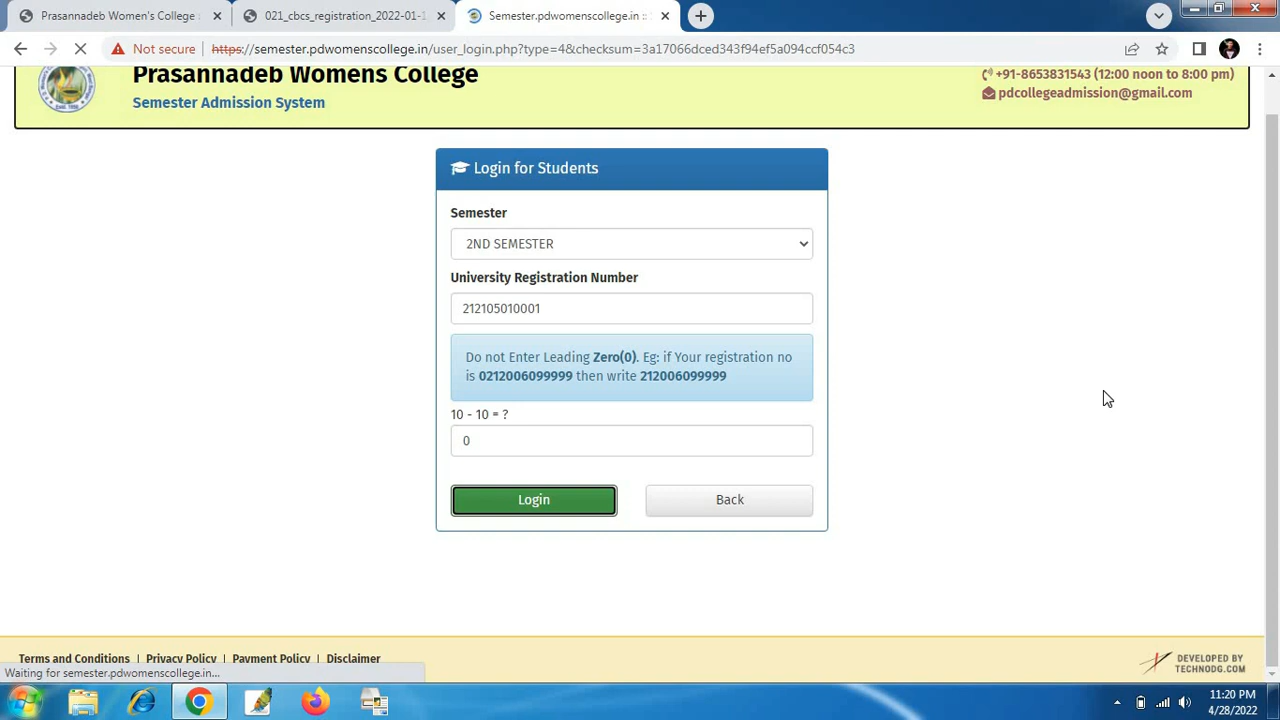 Prasannadeb Women's College :
021_cbcs_registration_2022-01-1
Semester.pdwomenscollege.in ::
Not secure
https://semester.pdwomenscollege.in/user_login.php?type=4&checksum=3a17066dced343f94ef5a094ccf054c3
Prasannadeb Womens College
Semester Admission System
+91-8653831543 (12:00 noon to 8:00 pm)
pdcollegeadmission@gmail.com
Login for Students
Semester
2ND SEMESTER
University Registration Number
212105010001
Do not Enter Leading Zero(0). Eg: if Your registration no
is 0212006099999 then write 212006099999
10 - 10 = ?
0
Login
Back
Terms and Conditions | Privacy Policy | Payment Policy | Disclaimer
DEVELOPED BY
TECHNODG.COM
Waiting for semester.pdwomenscollege.in...
11:20 PM
4/28/2022